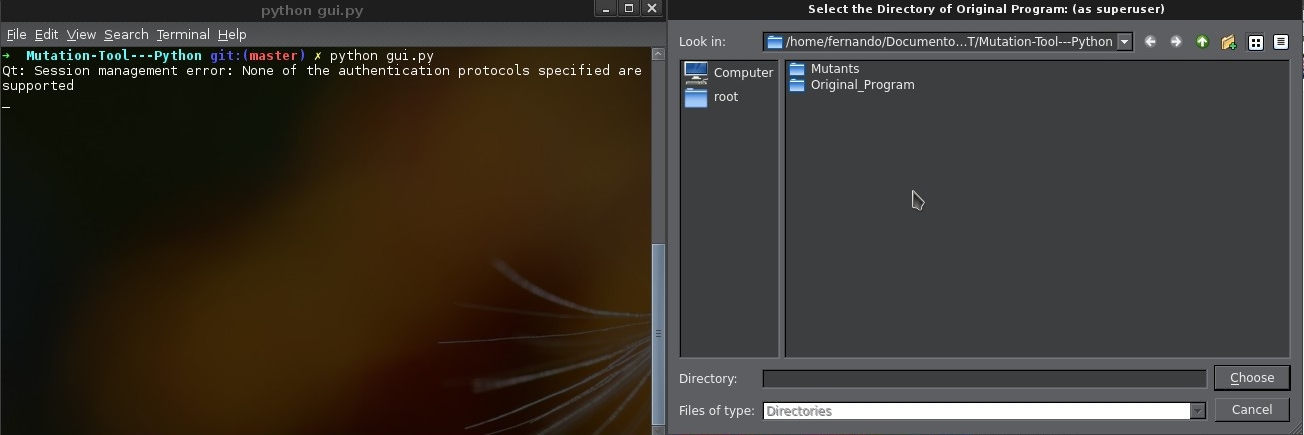 python gui.py
File Edit View Search Terminal Help
→ Mutation-Tool---Python git:(master) ✗ python gui.py
Qt: Session management error: None of the authentication protocols specified are
supported
Select the Directory of Original Program: (as superuser)
Look in: /home/fernando/Documento...T/Mutation-Tool---Python
Computer
root
Mutants
Original_Program
Directory:
Choose
Files of type: Directories
Cancel